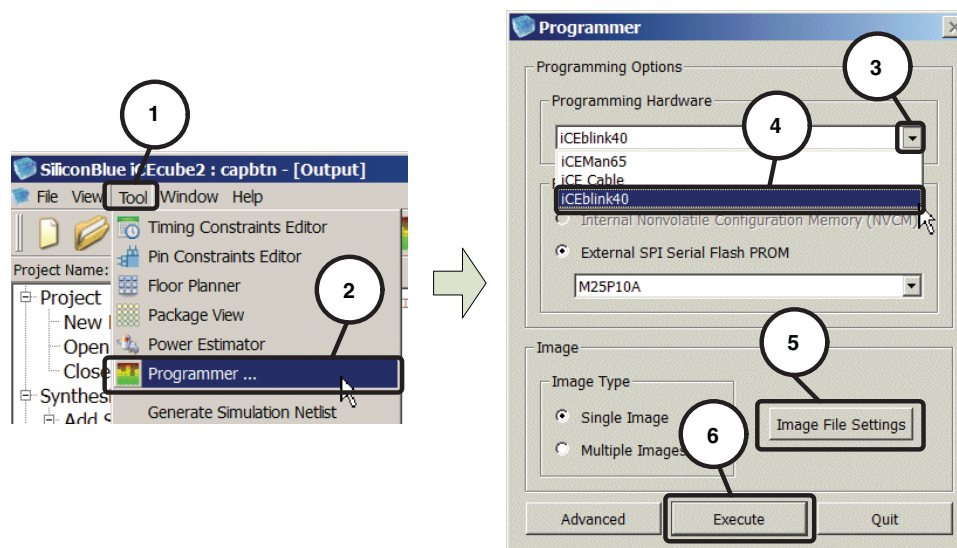 1
SiliconBlue iCEcube2 : capbtn - [Output]
File View Tool Window Help
Project Name:
Project
New
Open
Close
Synthesi
Add S
Timing Constraints Editor
Pin Constraints Editor
Floor Planner
Package View
Power Estimator
Programmer ...
Generate Simulation Netlist
2
Programmer
3
Programming Options
Programming Hardware
4
iCEblink40
iCEMan65
iCE Cable
iCEblink40
Internal Nonvolatile Configuration Memory (NVCM)
External SPI Serial Flash PROM
M25P10A
5
Image
Image Type
Single Image
Multiple Images
Image File Settings
6
Advanced Execute Quit